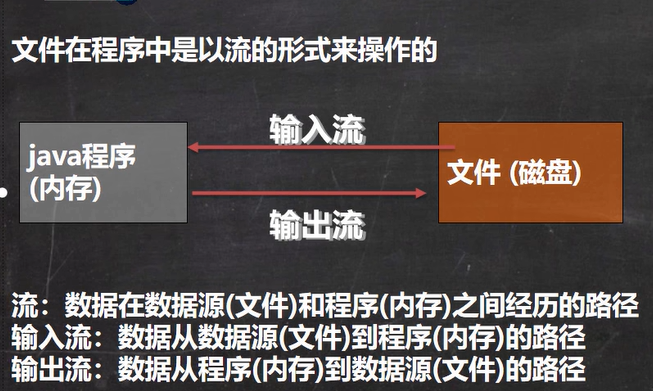 文件在程序中是以流的形式来操作的
输入流
java程序
(内存)
文件 (磁盘)
输出流
流：数据在数据源(文件)和程序(内存)之间经历的路径
输入流：数据从数据源(文件)到程序(内存)的路径
输出流：数据从程序(内存)到数据源(文件)的路径